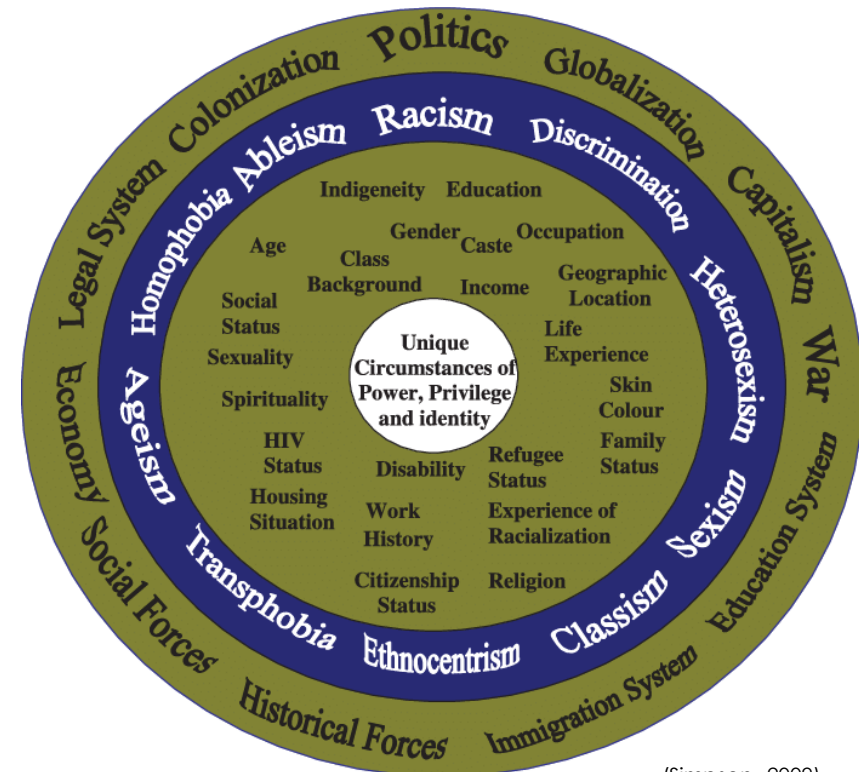 Politics
Globalization
Capitalism
War
Education System
Immigration System
Historical Forces
Social Forces
Economy
Legal System
Colonization
Racism
Discrimination
Heterosexism
Sexism
Classism
Ethnocentrism
Transphobia
Ageism
Homophobia
Ableism
Indigeneity
Education
Age
Gender
Caste
Occupation
Class
Background
Income
Geographic
Location
Social
Status
Life
Experience
Sexuality
Skin
Colour
Spirituality
HIV
Status
Family
Status
Disability
Refugee
Status
Housing
Situation
Work
History
Experience of
Racialization
Citizenship
Status
Religion
Unique
Circumstances of
Power, Privilege
and identity